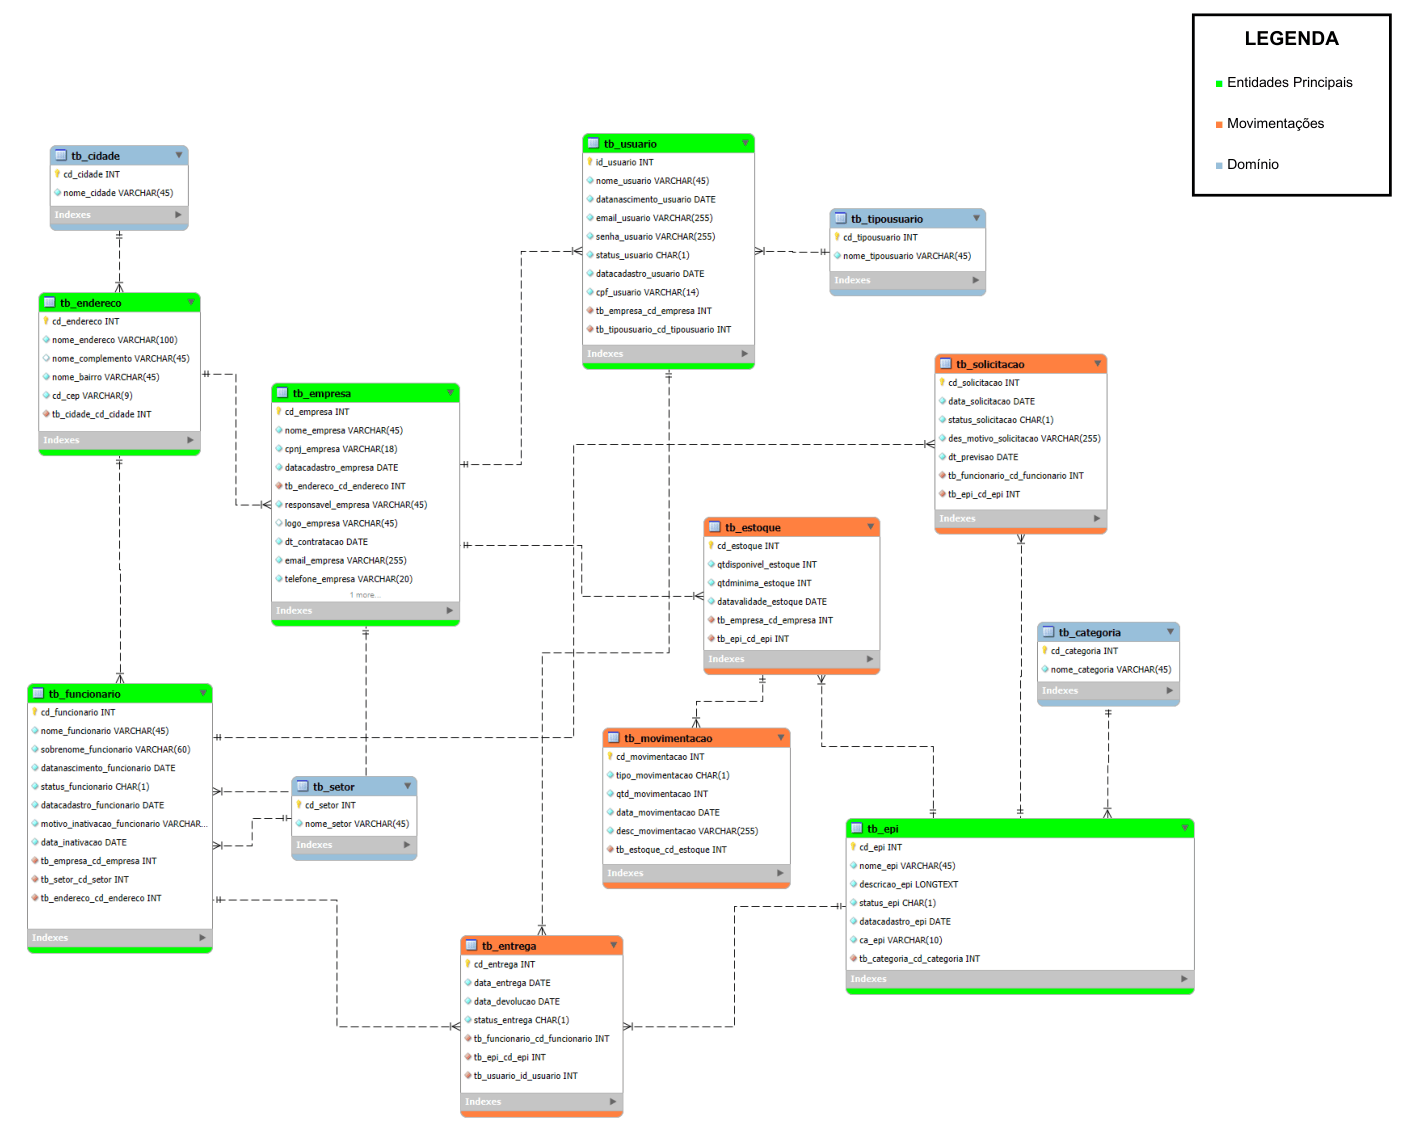 LEGENDA
Entidades Principais
Movimentações
Domínio
tb_cidade
cd_cidade INT
nome_cidade VARCHAR(45)
Indexes
tb_endereco
cd_endereco INT
nome_endereco VARCHAR(100)
nome_complemento VARCHAR(45)
nome_bairro VARCHAR(45)
cd_cep VARCHAR(9)
tb_cidade_cd_cidade INT
Indexes
tb_empresa
cd_empresa INT
nome_empresa VARCHAR(45)
cpnj_empresa VARCHAR(18)
datacadastro_empresa DATE
tb_endereco_cd_endereco INT
responsavel_empresa VARCHAR(45)
logo_empresa VARCHAR(45)
dt_contratacao DATE
email_empresa VARCHAR(255)
telefone_empresa VARCHAR(20)
1 more...
Indexes
tb_usuario
id_usuario INT
nome_usuario VARCHAR(45)
datanascimento_usuario DATE
email_usuario VARCHAR(255)
senha_usuario VARCHAR(255)
status_usuario CHAR(1)
datacadastro_usuario DATE
cpf_usuario VARCHAR(14)
tb_empresa_cd_empresa INT
tb_tipousuario_cd_tipousuario INT
Indexes
tb_tipousuario
cd_tipousuario INT
nome_tipousuario VARCHAR(45)
Indexes
tb_solicitacao
cd_solicitacao INT
data_solicitacao DATE
status_solicitacao CHAR(1)
des_motivo_solicitacao VARCHAR(255)
dt_previsao DATE
tb_funcionario_cd_funcionario INT
tb_epi_cd_epi INT
Indexes
tb_estoque
cd_estoque INT
qtdisponivel_estoque INT
qtdminima_estoque INT
datavalidade_estoque DATE
tb_empresa_cd_empresa INT
tb_epi_cd_epi INT
Indexes
tb_categoria
cd_categoria INT
nome_categoria VARCHAR(45)
Indexes
tb_funcionario
cd_funcionario INT
nome_funcionario VARCHAR(45)
sobrenome_funcionario VARCHAR(60)
datanascimento_funcionario DATE
status_funcionario CHAR(1)
datacadastro_funcionario DATE
motivo_inativacao_funcionario VARCHAR...
data_inativacao DATE
tb_empresa_cd_empresa INT
tb_setor_cd_setor INT
tb_endereco_cd_endereco INT
Indexes
tb_setor
cd_setor INT
nome_setor VARCHAR(45)
Indexes
tb_movimentacao
cd_movimentacao INT
tipo_movimentacao CHAR(1)
qtd_movimentacao INT
data_movimentacao DATE
desc_movimentacao VARCHAR(255)
tb_estoque_cd_estoque INT
Indexes
tb_epi
cd_epi INT
nome_epi VARCHAR(45)
descricao_epi LONGTEXT
status_epi CHAR(1)
datacadastro_epi DATE
ca_epi VARCHAR(10)
tb_categoria_cd_categoria INT
Indexes
tb_entrega
cd_entrega INT
data_entrega DATE
data_devolucao DATE
status_entrega CHAR(1)
tb_funcionario_cd_funcionario INT
tb_epi_cd_epi INT
tb_usuario_id_usuario INT
Indexes